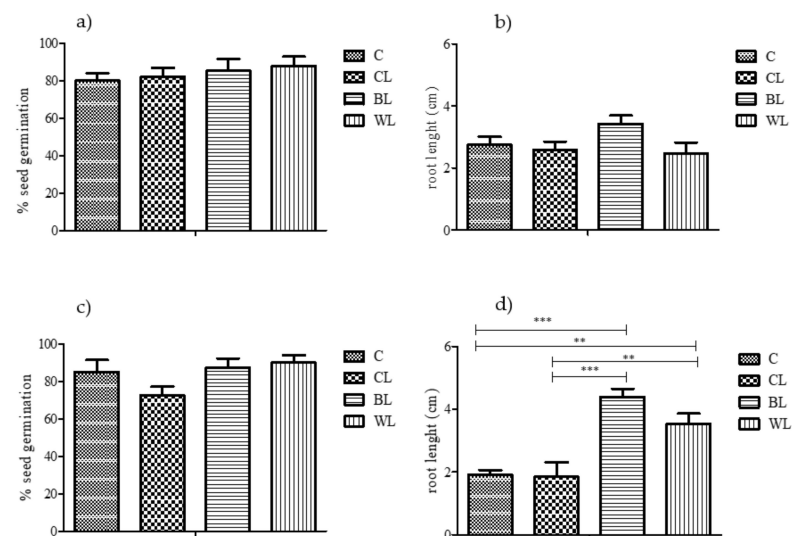 a)
% seed germination
100
80
60
40
20
0
C
CL
BL
WL
b)
root lenght (cm)
6
4
2
0
C
CL
BL
WL
c)
% seed germination
100
80
60
40
20
0
C
CL
BL
WL
d)
***
**
**
***
root lenght (cm)
6
4
2
0
C
CL
BL
WL